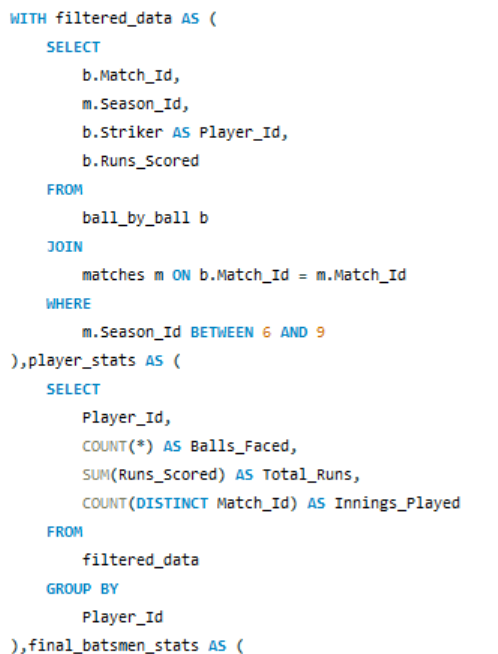 WITH filtered_data AS (
    SELECT
        b.Match_Id,
        m.Season_Id,
        b.Striker AS Player_Id,
        b.Runs_Scored
    FROM
        ball_by_ball b
    JOIN
        matches m ON b.Match_Id = m.Match_Id
    WHERE
        m.Season_Id BETWEEN 6 AND 9
),player_stats AS (
    SELECT
        Player_Id,
        COUNT(*) AS Balls_Faced,
        SUM(Runs_Scored) AS Total_Runs,
        COUNT(DISTINCT Match_Id) AS Innings_Played
    FROM
        filtered_data
    GROUP BY
        Player_Id
),final_batsmen_stats AS (